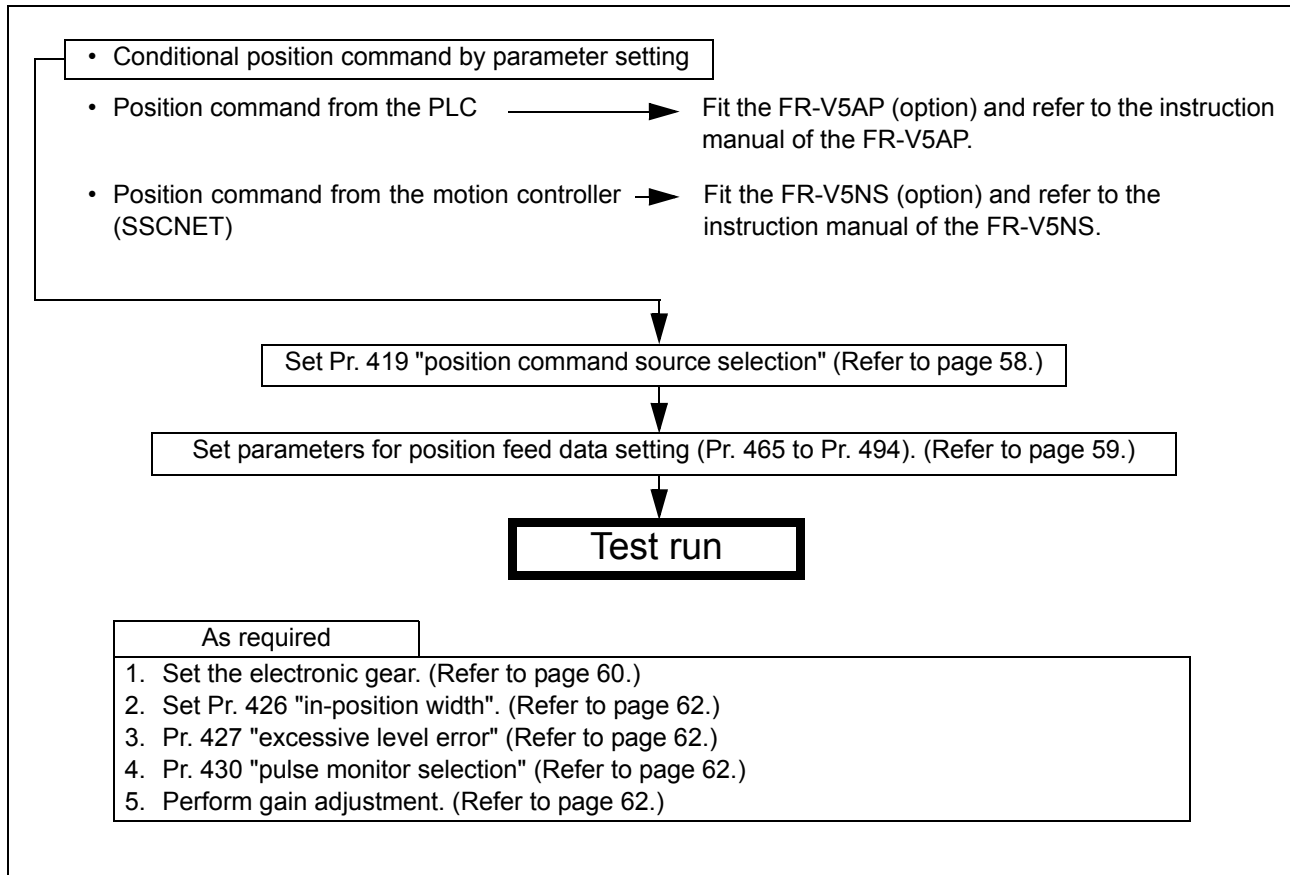 • Conditional position command by parameter setting
• Position command from the PLC
Fit the FR-V5AP (option) and refer to the instruction
manual of the FR-V5AP.
• Position command from the motion controller
(SSCNET)
Fit the FR-V5NS (option) and refer to the
instruction manual of the FR-V5NS.
Set Pr. 419 "position command source selection" (Refer to page 58.)
Set parameters for position feed data setting (Pr. 465 to Pr. 494). (Refer to page 59.)
Test run
As required
1. Set the electronic gear. (Refer to page 60.)
2. Set Pr. 426 "in-position width". (Refer to page 62.)
3. Pr. 427 "excessive level error" (Refer to page 62.)
4. Pr. 430 "pulse monitor selection" (Refer to page 62.)
5. Perform gain adjustment. (Refer to page 62.)